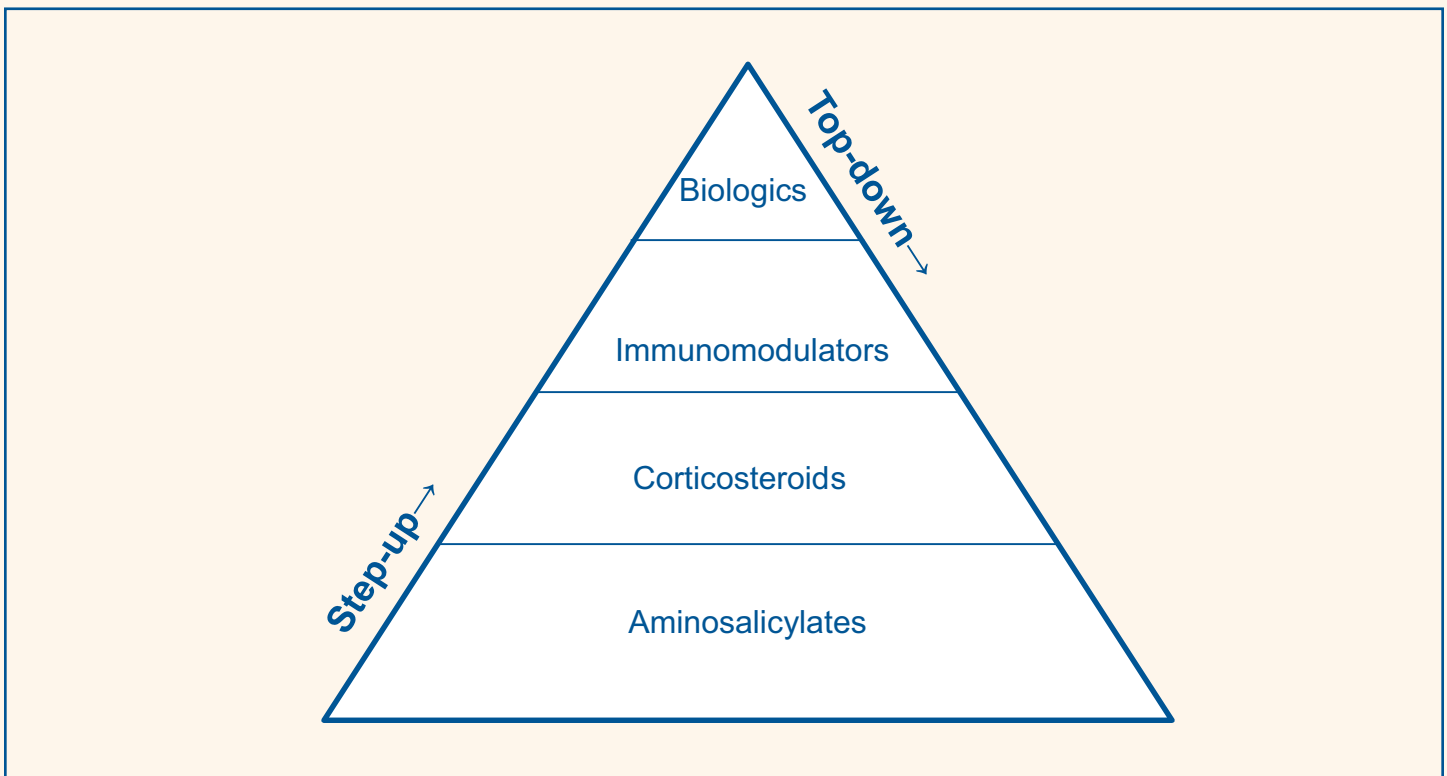 Top-down→
Biologics
Immunomodulators
Corticosteroids
Step-up→
Aminosalicylates